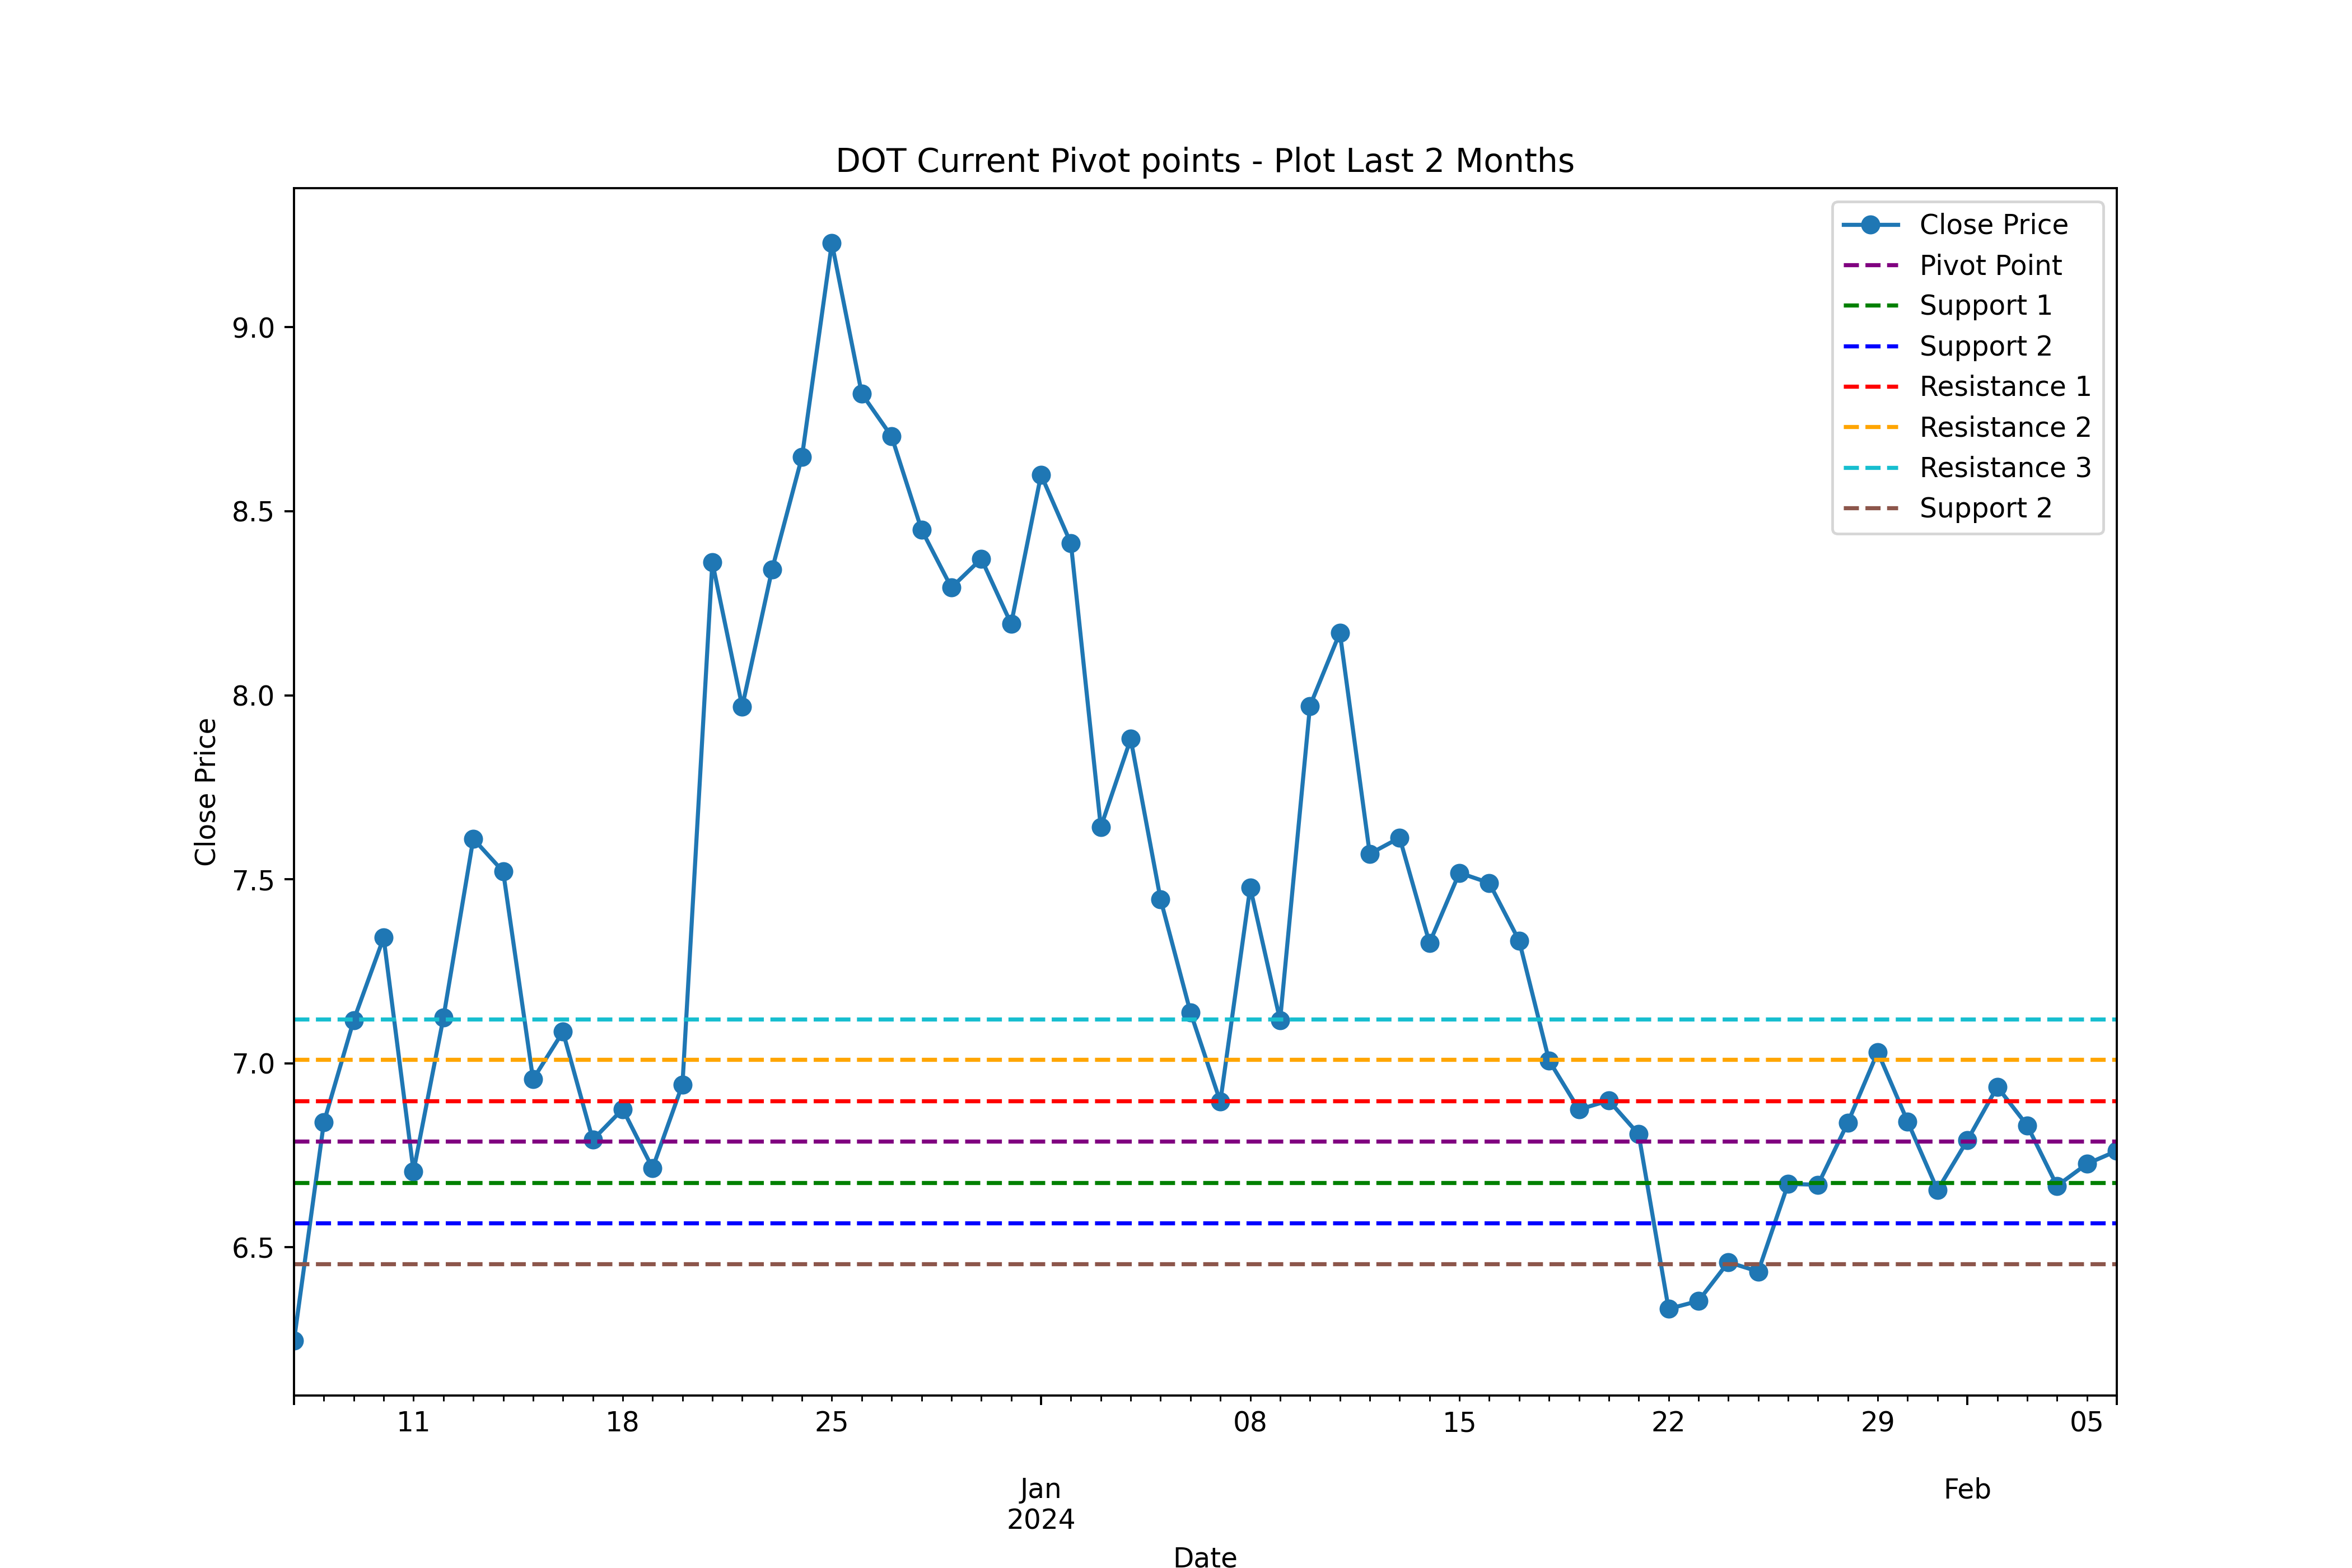 DOT Current Pivot points - Plot Last 2 Months
Close Price
Pivot Point
Support 1
Support 2
Resistance 1
Resistance 2
Resistance 3
Support 2
9.0
8.5
8.0
7.5
7.0
6.5
Close Price
11 18 25 08 15 22 29 05
Jan Feb
2024
Date